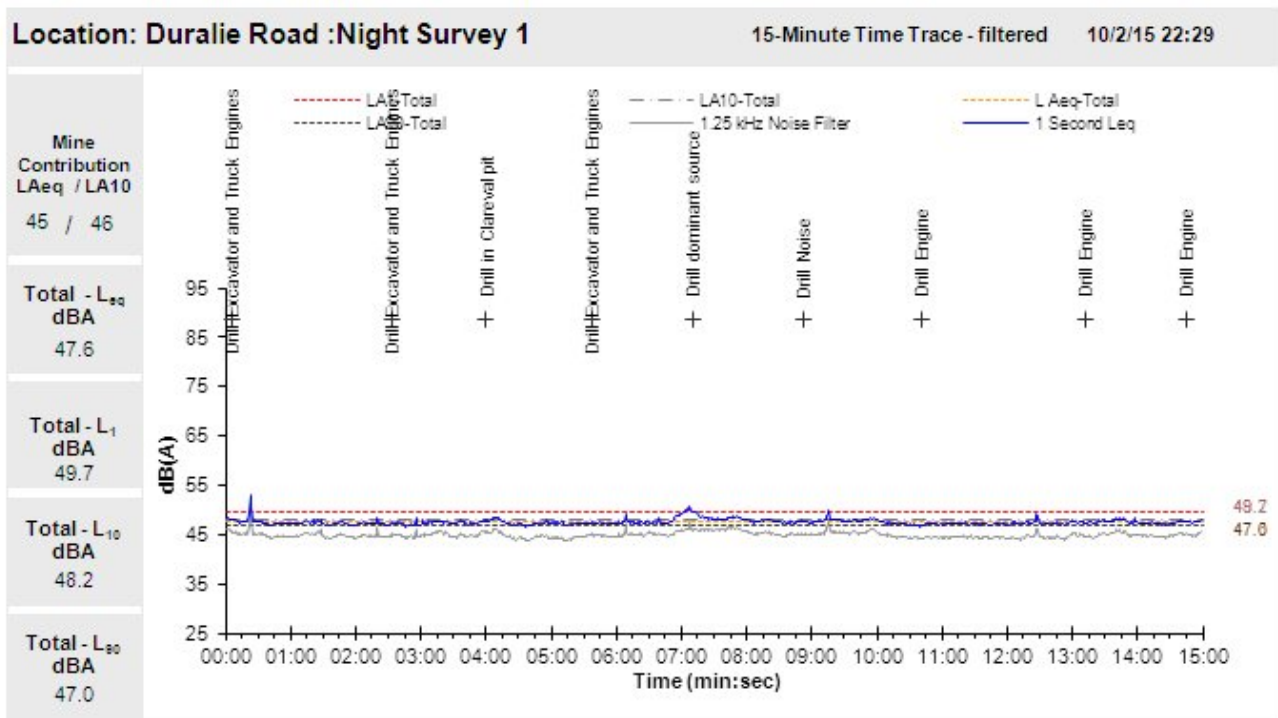 Location: Duralie Road :Night Survey 1
15-Minute Time Trace - filtered
10/2/15 22:29
Mine
Contribution
LAeq / LA10
45 / 46
Total - Leq
dBA
47.6
Total - L1
dBA
49.7
Total - L10
dBA
48.2
Total - L90
dBA
47.0
LA1-Total
LA10-Total
L Aeq-Total
LA90-Total
1.25 kHz Noise Filter
1 Second Leq
Drill+Excavator and Truck Engines
Drill+Excavator and Truck Engines
Drill in Clareval pit
Drill+Excavator and Truck Engines
Drill dominant source
Drill Noise
Drill Engine
Drill Engine
Drill Engine
dB(A)
95
85
75
65
55
45
35
25
48.2
47.6
00:00 01:00 02:00 03:00 04:00 05:00 06:00 07:00 08:00 09:00 10:00 11:00 12:00 13:00 14:00 15:00
Time (min:sec)